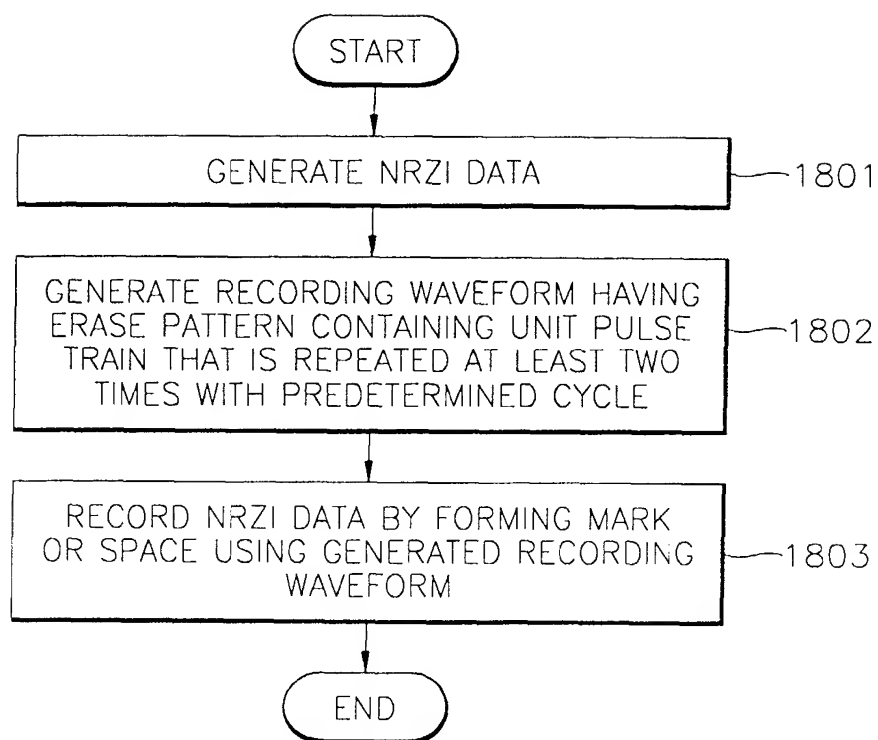 START
GENERATE NRZI DATA
1801
GENERATE RECORDING WAVEFORM HAVING
ERASE PATTERN CONTAINING UNIT PULSE
TRAIN THAT IS REPEATED AT LEAST TWO
TIMES WITH PREDETERMINED CYCLE
1802
RECORD NRZI DATA BY FORMING MARK
OR SPACE USING GENERATED RECORDING
WAVEFORM
1803
END